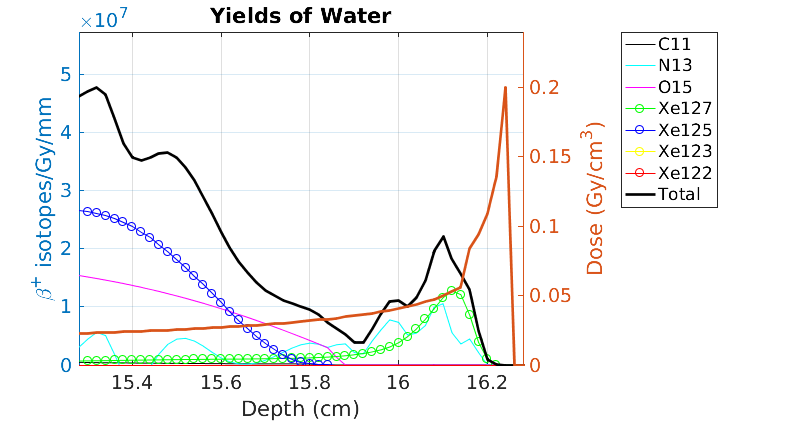 Yields of Water
×10⁷
5
4
3
2
1
0
β⁺ isotopes/Gy/mm
0.2
0.15
0.1
0.05
0
Dose (Gy/cm³)
15.4 15.6 15.8 16 16.2
Depth (cm)
C11
N13
O15
Xe127
Xe125
Xe123
Xe122
Total